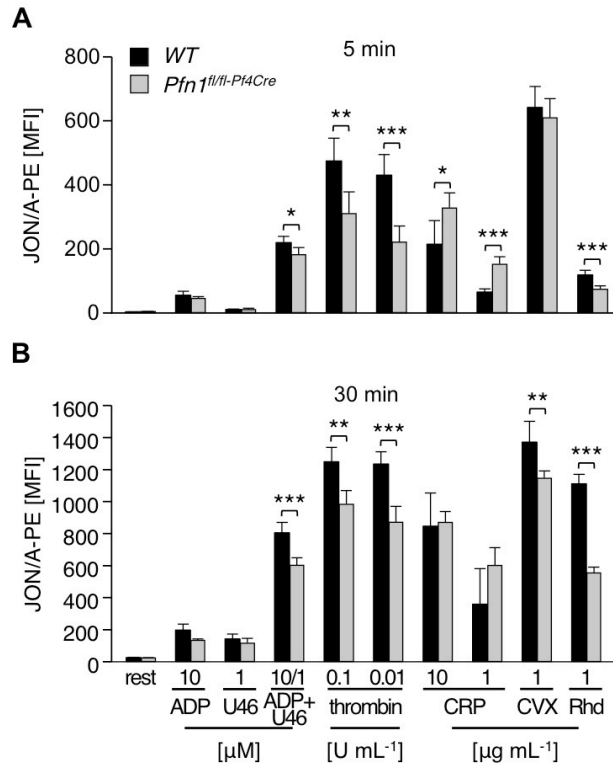 A
5 min
WT
Pfn1fl/fl-Pf4Cre
JON/A-PE [MFI]
800
600
400
200
0
*
**
***
*
***
***
B
30 min
JON/A-PE [MFI]
1600
1400
1200
1000
800
600
400
200
0
***
**
***
**
***
rest 10 1 10/1 0.1 0.01 10 1 1 1
ADP U46 ADP+ U46 thrombin CRP CVX Rhd
[µM] [U mL-1] [µg mL-1]